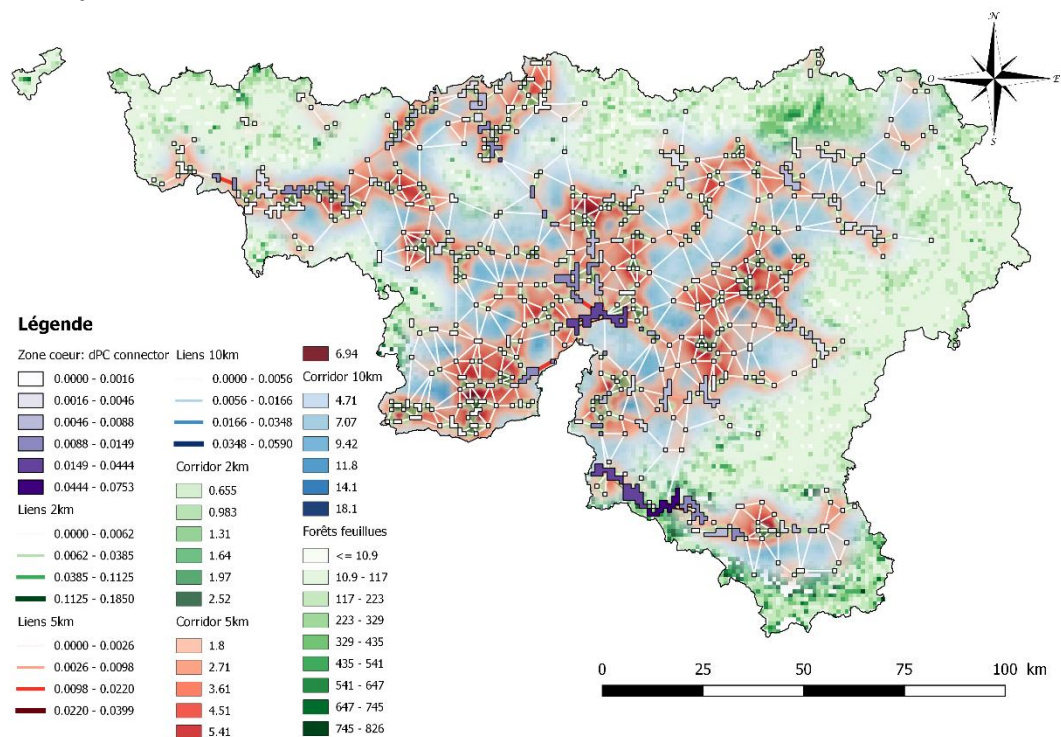 N
O
E
S
Légende
Zone coeur: dPC connector
0.0000 - 0.0016
0.0016 - 0.0046
0.0046 - 0.0088
0.0088 - 0.0149
0.0149 - 0.0444
0.0444 - 0.0753
Liens 2km
0.0000 - 0.0062
0.0062 - 0.0385
0.0385 - 0.1125
0.1125 - 0.1850
Liens 5km
0.0000 - 0.0026
0.0026 - 0.0098
0.0098 - 0.0220
0.0220 - 0.0399
Liens 10km
0.0000 - 0.0056
0.0056 - 0.0166
0.0166 - 0.0348
0.0348 - 0.0590
Corridor 2km
0.655
0.983
1.31
1.64
1.97
2.52
Corridor 5km
1.8
2.71
3.61
4.51
5.41
6.94
Corridor 10km
4.71
7.07
9.42
11.8
14.1
18.1
Forêts feuillues
<= 10.9
10.9 - 117
117 - 223
223 - 329
329 - 435
435 - 541
541 - 647
647 - 745
745 - 826
0 25 50 75 100 km